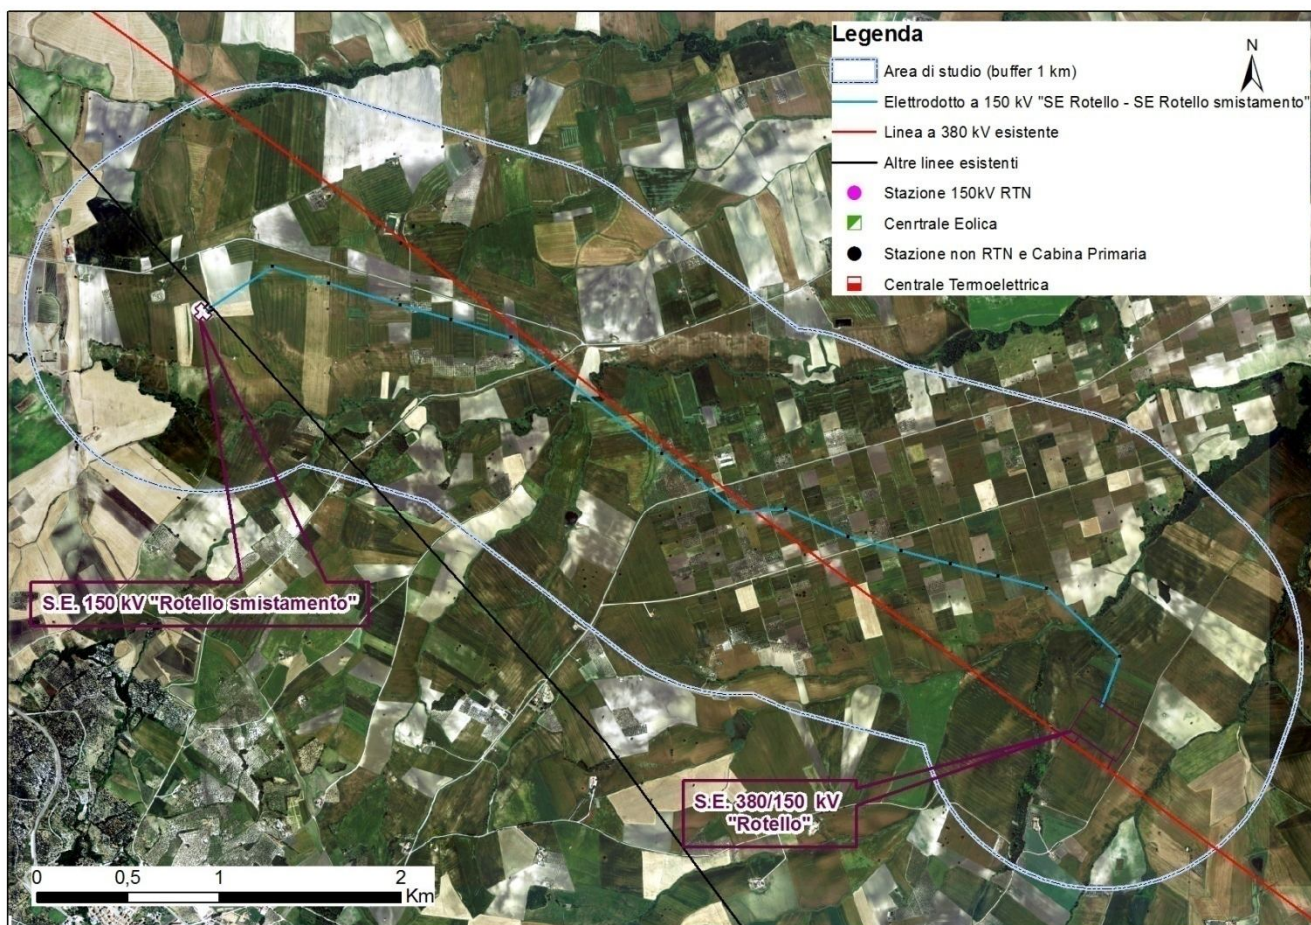 Legenda
N
Area di studio (buffer 1 km)
Elettrodotto a 150 kV "SE Rotello - SE Rotello smistamento"
Linea a 380 kV esistente
Altre linee esistenti
Stazione 150kV RTN
Cenrtrale Eolica
Stazione non RTN e Cabina Primaria
Centrale Termoelettrica
S.E. 150 kV "Rotello smistamento"
S.E. 380/150 kV
"Rotello"
0 0,5 1 2
Km